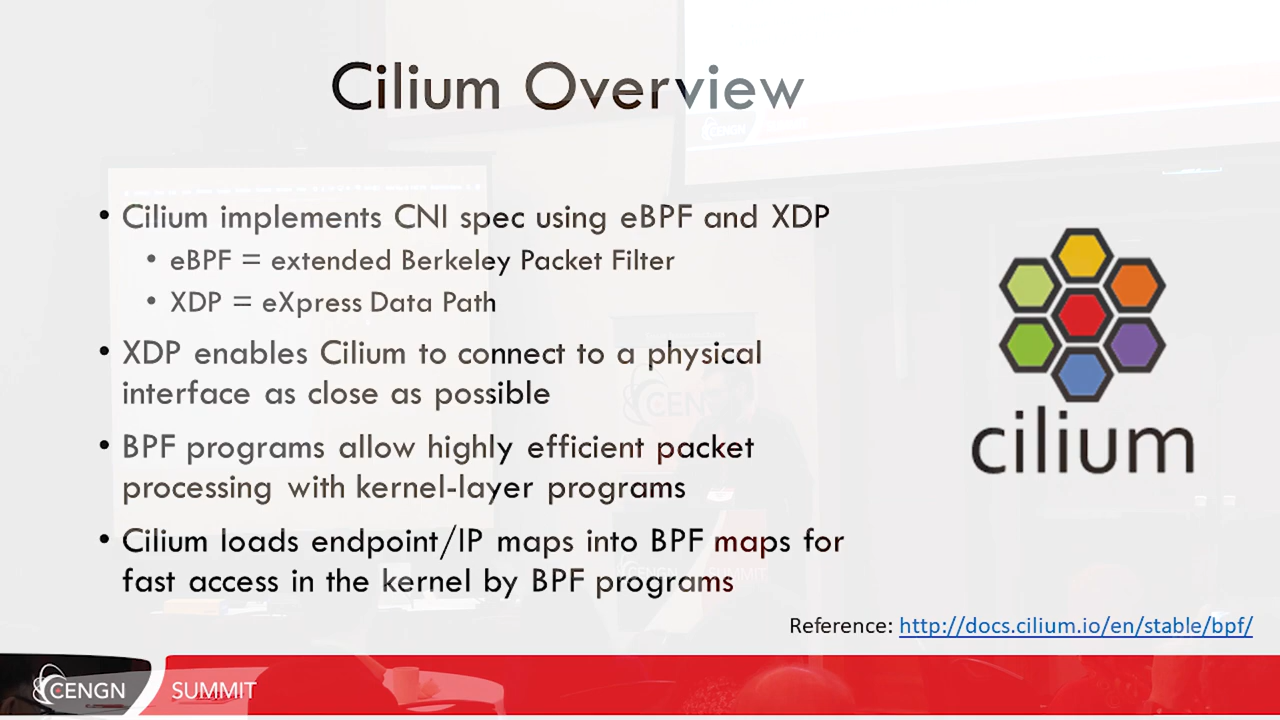 Cilium Overview
• Cilium implements CNI spec using eBPF and XDP
• eBPF = extended Berkeley Packet Filter
• XDP = eXpress Data Path
• XDP enables Cilium to connect to a physical
interface as close as possible
• BPF programs allow highly efficient packet
processing with kernel-layer programs
• Cilium loads endpoint/IP maps into BPF maps for
fast access in the kernel by BPF programs
cilium
Reference: http://docs.cilium.io/en/stable/bpf/
CENGN SUMMIT